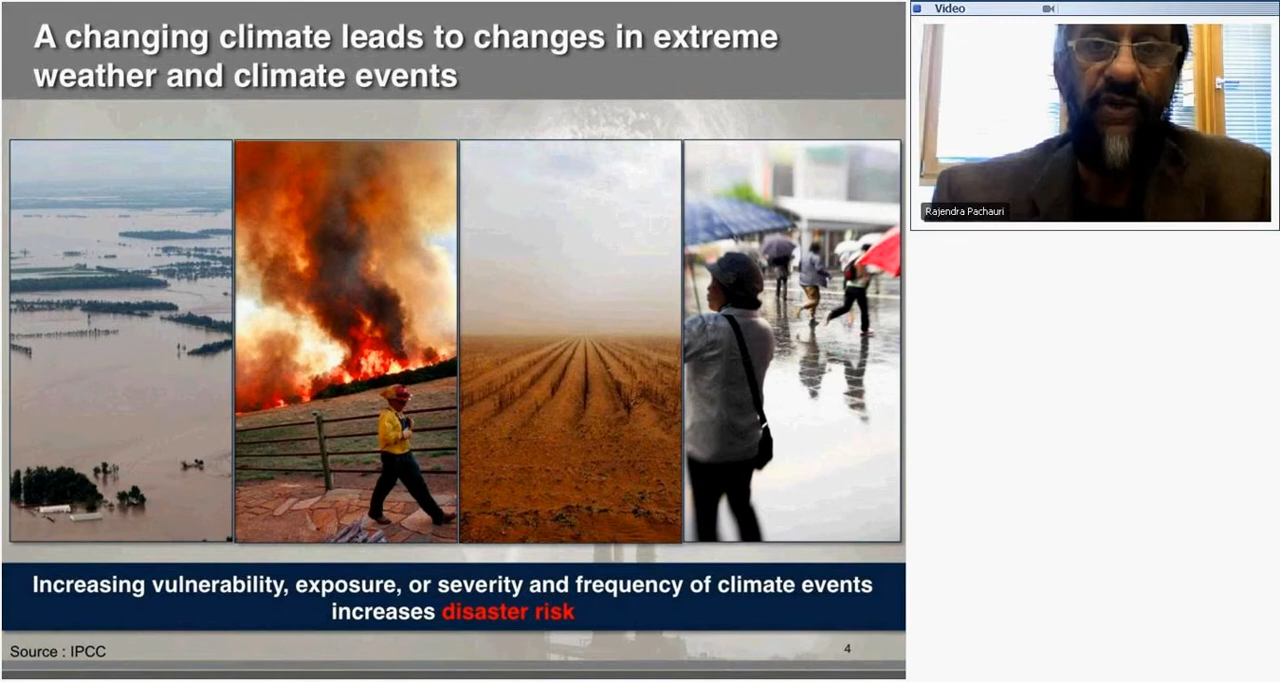 A changing climate leads to changes in extreme
weather and climate events
Increasing vulnerability, exposure, or severity and frequency of climate events
increases disaster risk
Source : IPCC
4
Video
Rajendra Pachauri